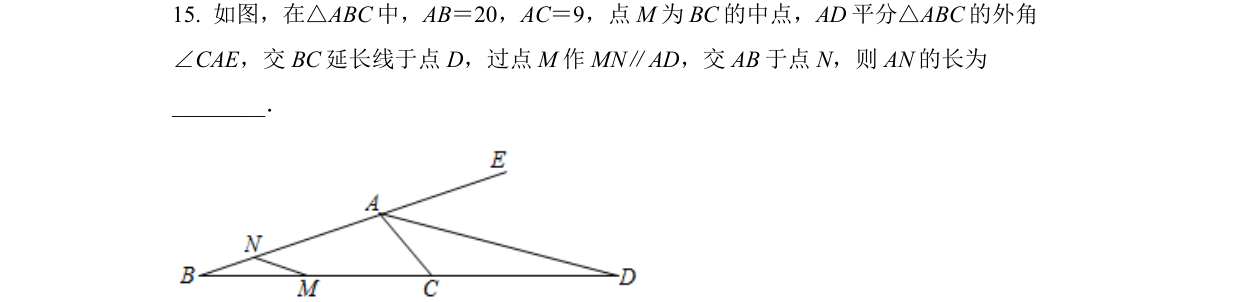 15. 如图，在△ABC中，AB＝20，AC＝9，点M为BC的中点，AD平分△ABC的外角
∠CAE，交BC延长线于点D，过点M作MN∥AD，交AB于点N，则AN的长为
________．
E
A
N
B
M
C
D